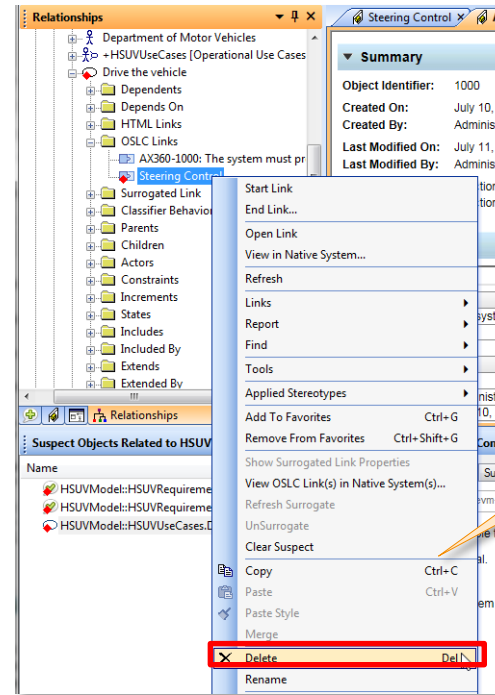 Relationships
Department of Motor Vehicles
+HSUVUseCases [Operational Use Cases
Drive the vehicle
Dependents
Depends On
HTML Links
OSLC Links
AX360-1000: The system must pr
Steering Control
Surrogated Link
Classifier Behavior
Parents
Children
Actors
Constraints
Increments
States
Includes
Included By
Extends
Extended By
Relationships
Suspect Objects Related to HSUV
Name
HSUVModel::HSUVRequireme
HSUVModel::HSUVRequireme
HSUVModel::HSUVUseCases.D
Steering Control
Summary
Object Identifier: 1000
Created On: July 10,
Created By: Adminis
Last Modified On: July 11,
Last Modified By: Adminis
Start Link
End Link...
Open Link
View in Native System...
Refresh
Links
Report
Find
Tools
Applied Stereotypes
Add To Favorites Ctrl+G
Remove From Favorites Ctrl+Shift+G
Show Surrogated Link Properties
View OSLC Link(s) in Native System(s)...
Refresh Surrogate
UnSurrogate
Clear Suspect
Copy Ctrl+C
Paste Ctrl+V
Paste Style
Merge
Delete Del
Rename